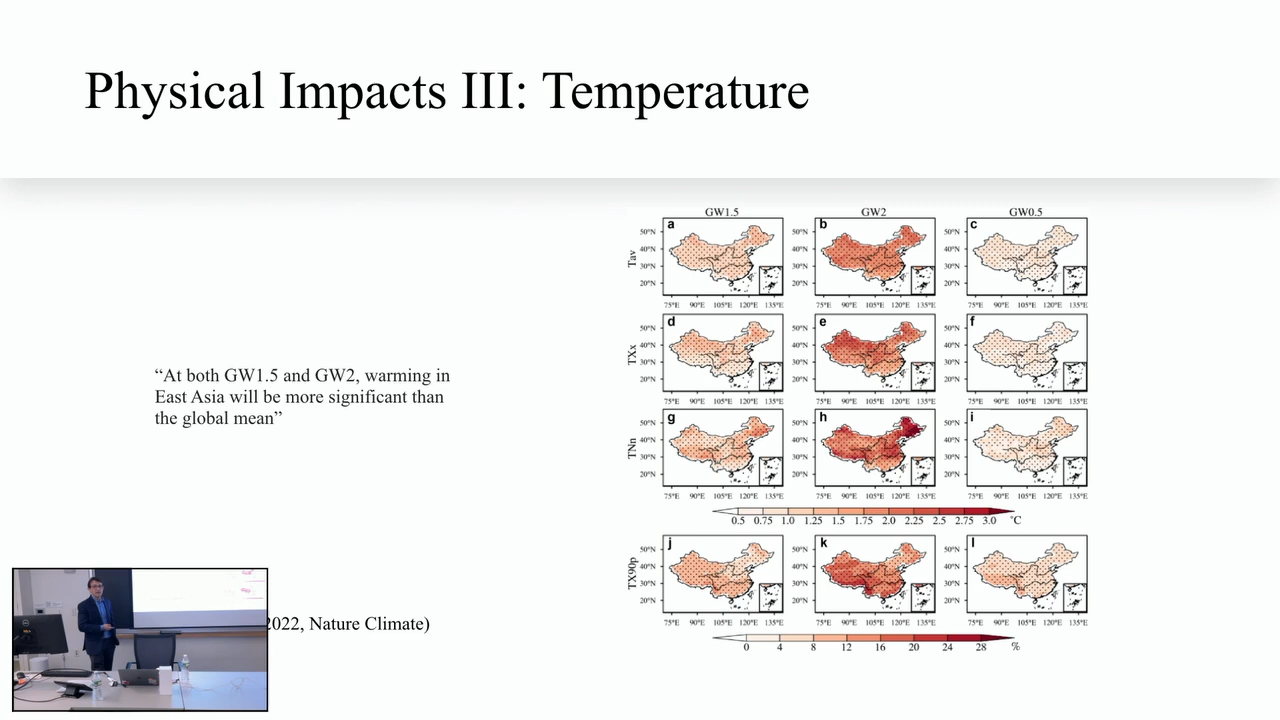 Physical Impacts III: Temperature
“At both GW1.5 and GW2, warming in
East Asia will be more significant than
the global mean”
2022, Nature Climate)
GW1.5 GW2 GW0.5
Tav
a b c
50°N 50°N 50°N
40°N 40°N 40°N
30°N 30°N 30°N
20°N 20°N 20°N
75°E 90°E 105°E 120°E 135°E 75°E 90°E 105°E 120°E 135°E 75°E 90°E 105°E 120°E 135°E
TXx
d e f
50°N 50°N 50°N
40°N 40°N 40°N
30°N 30°N 30°N
20°N 20°N 20°N
75°E 90°E 105°E 120°E 135°E 75°E 90°E 105°E 120°E 135°E 75°E 90°E 105°E 120°E 135°E
TNn
g h i
50°N 50°N 50°N
40°N 40°N 40°N
30°N 30°N 30°N
20°N 20°N 20°N
75°E 90°E 105°E 120°E 135°E 75°E 90°E 105°E 120°E 135°E 75°E 90°E 105°E 120°E 135°E
0.5 0.75 1.0 1.25 1.5 1.75 2.0 2.25 2.5 2.75 3.0 °C
TX90p
j k l
50°N 50°N 50°N
40°N 40°N 40°N
30°N 30°N 30°N
20°N 20°N 20°N
75°E 90°E 105°E 120°E 135°E 75°E 90°E 105°E 120°E 135°E 75°E 90°E 105°E 120°E 135°E
0 4 8 12 16 20 24 28 %